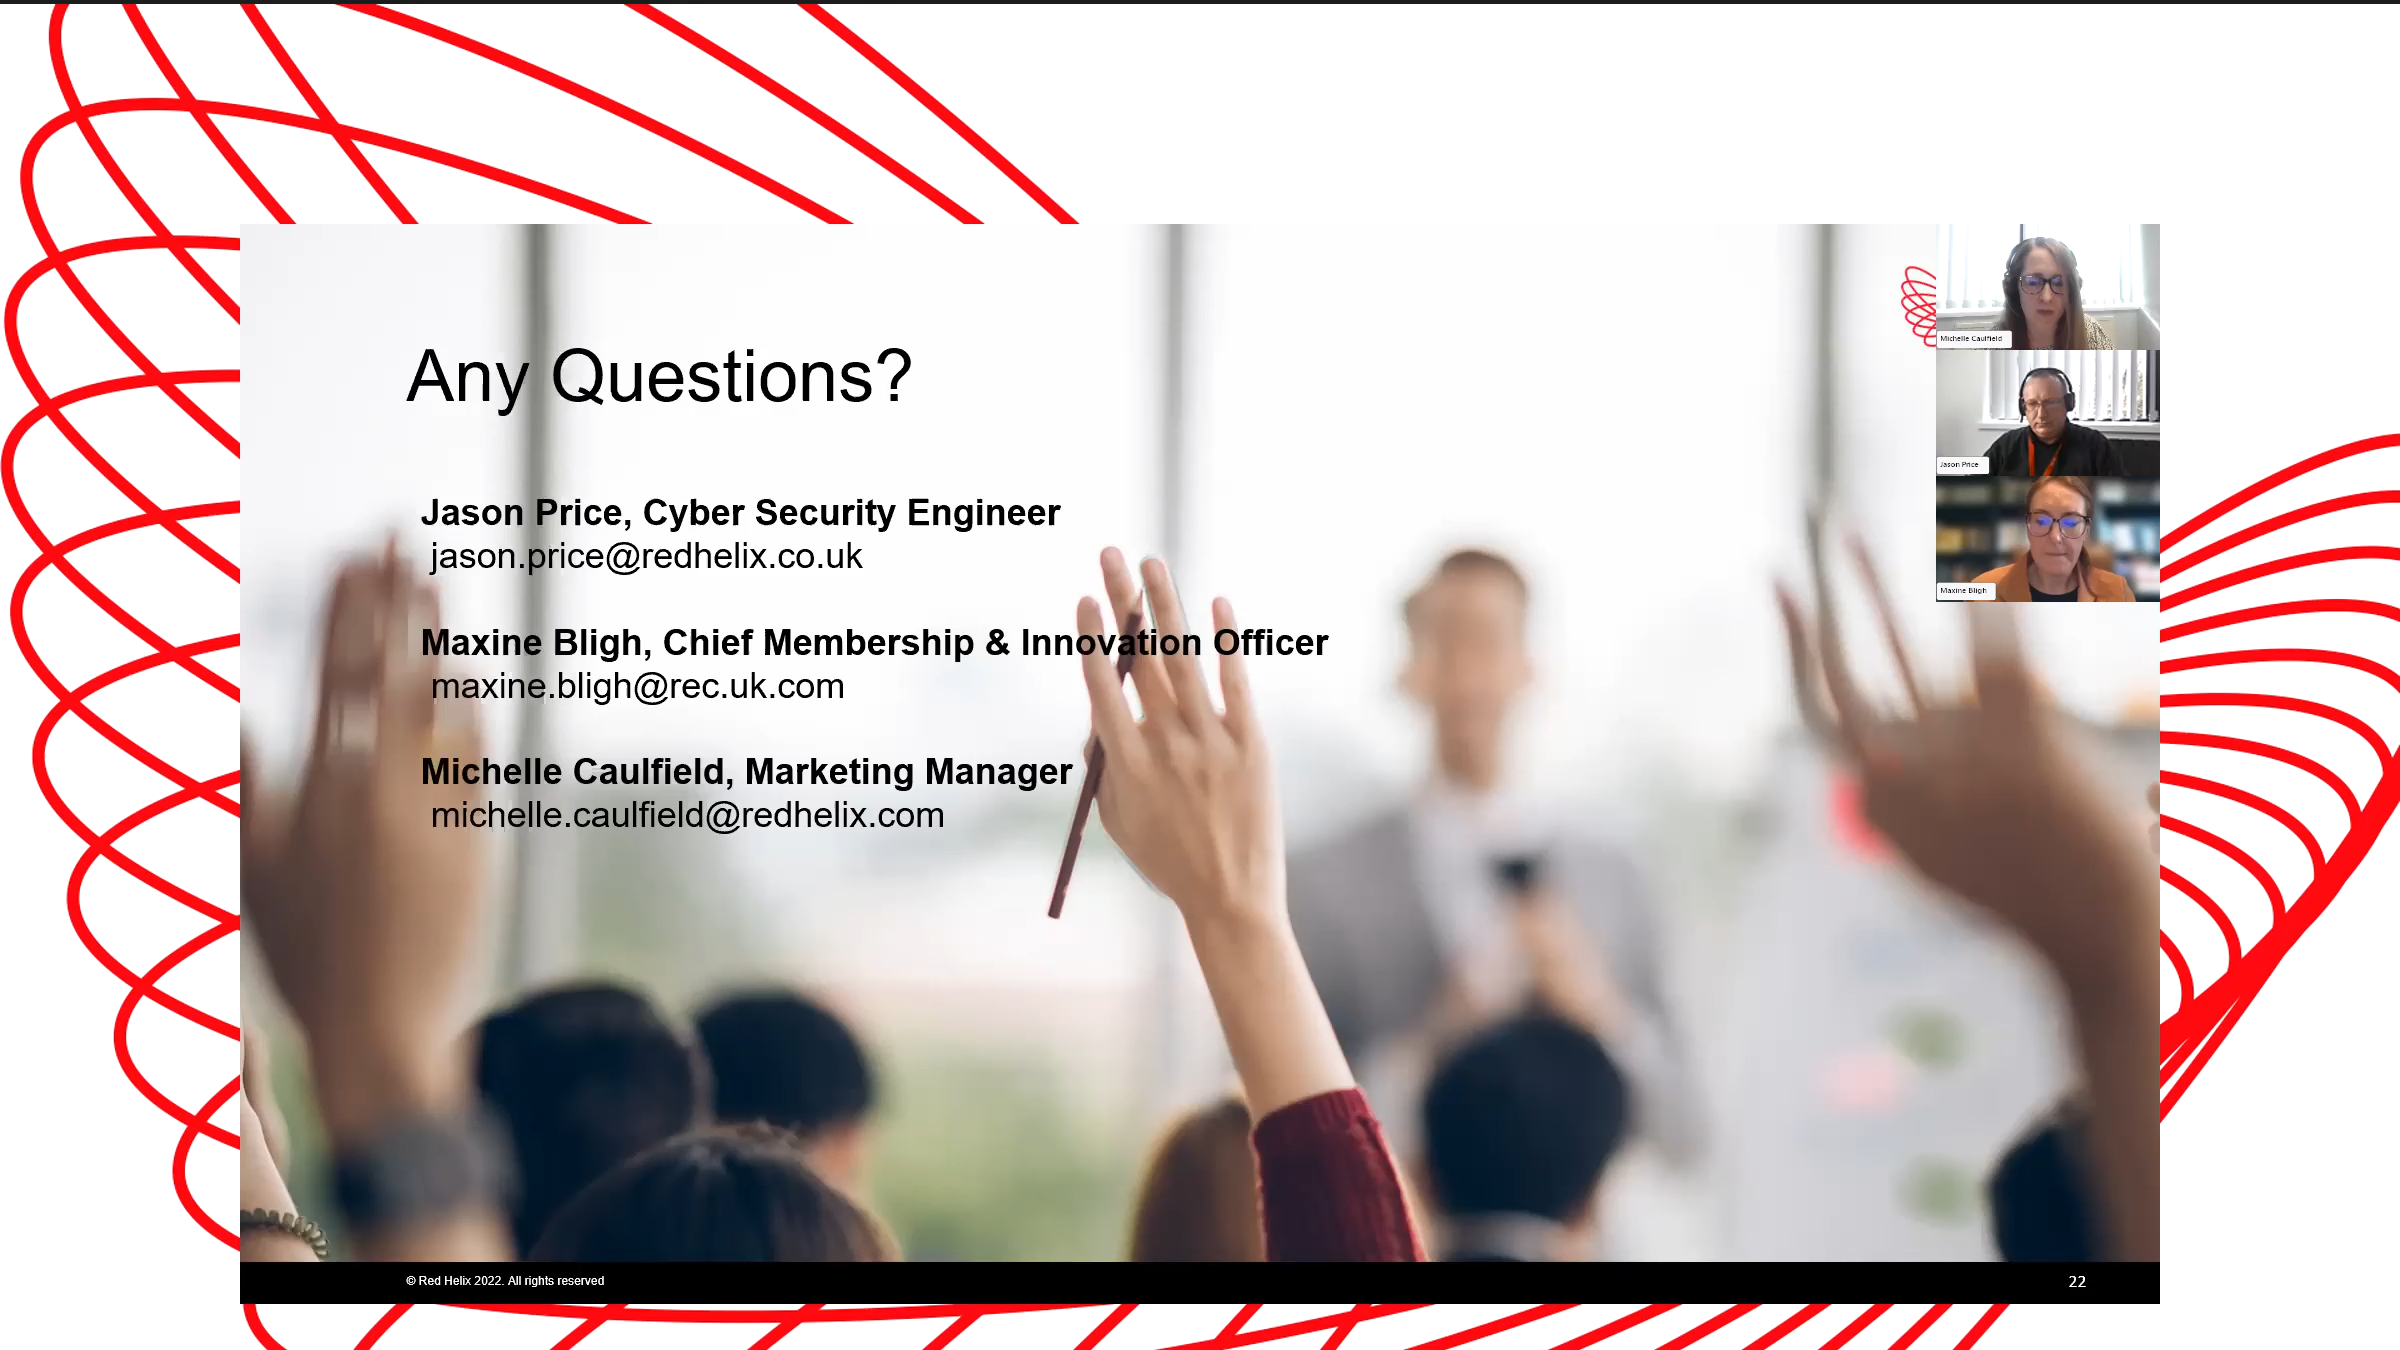 Any Questions?
Jason Price, Cyber Security Engineer
jason.price@redhelix.co.uk
Maxine Bligh, Chief Membership & Innovation Officer
maxine.bligh@rec.uk.com
Michelle Caulfield, Marketing Manager
michelle.caulfield@redhelix.com
Michelle Caulfield
Jason Price
Maxine Bligh
© Red Helix 2022. All rights reserved
22